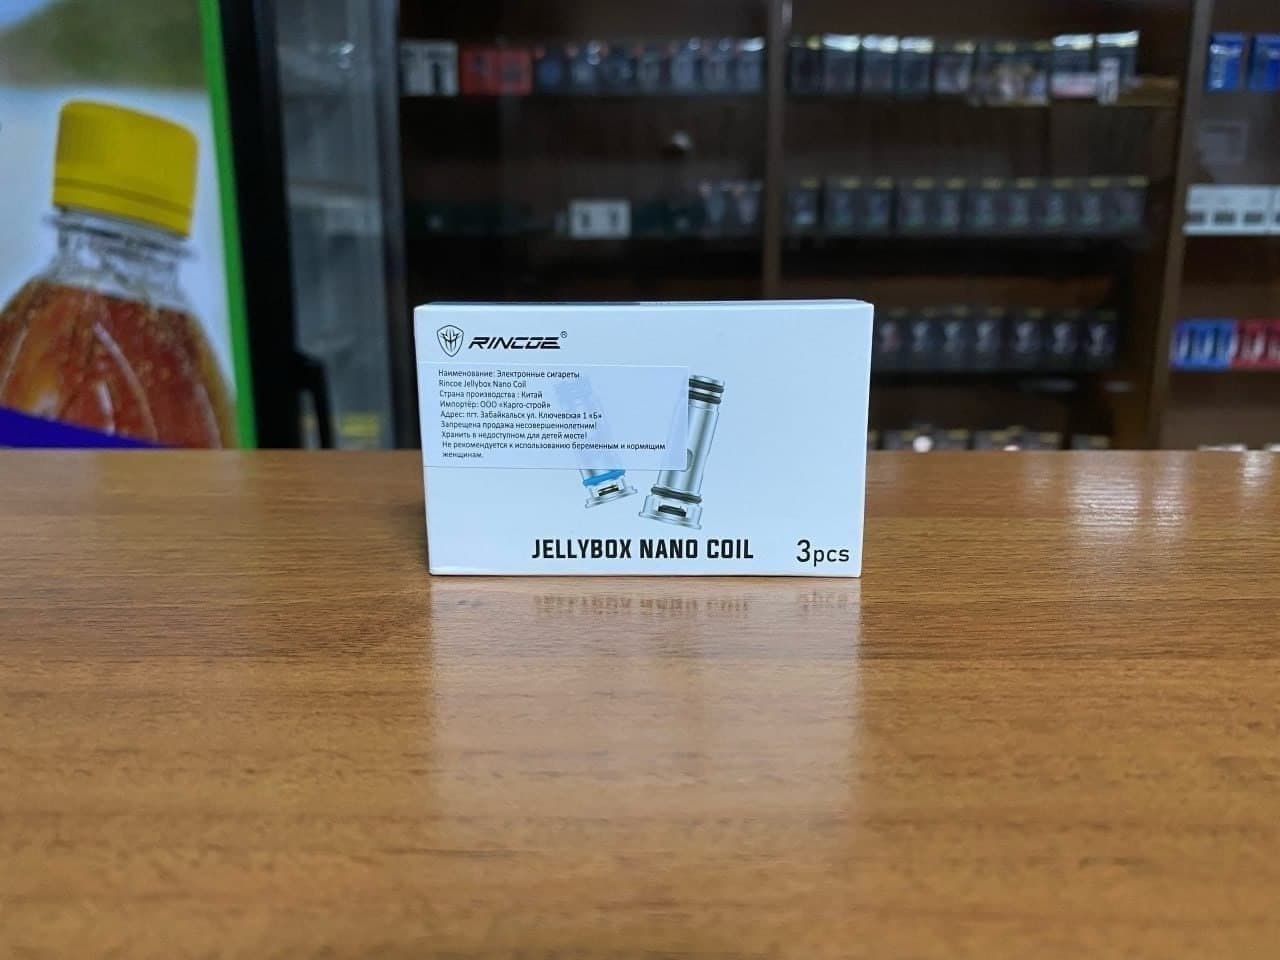 RINCOE®
Наименование: Электронные сигареты
Rincoe Jellybox Nano Coil
Страна производства : Китай
Импортёр: ООО «Карго-строй»
Адрес: пгт. Забайкальск ул. Ключевская 1 «Б»
Запрещена продажа несовершеннолетним!
Хранить в недоступном для детей месте!
Не рекомендуется к использованию беременным и кормящим
женщинам.
JELLYBOX NANO COIL
3pcs